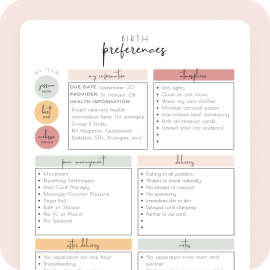 BIRTH
preferences
MY TEAM
jessica
my information
atmosphere
DUE DATE: September 30
PROVIDER: Dr Hansen, OB
HEALTH INFORMATION:
Insert relevant health
information here, for example:
Group B Strep,
RH Negative, Gestational
Diabetes, STIs, Allergies, etc.)
Dim lights
Quiet or soft music
Wear my own clothes
Minimal cervical exams
Intermittent fetal monitoring
Birth affirmation cards
Limited staff (no students)
melissa
DOULA
pain management
delivery
Movement
Breathing Techniques
Hot/Cold Therapy
Massage/Counter Pressure
Yoga Ball
Bath or Shower
No IV or Pitocin
No Epidural
Pushing in all positions
Waters to break naturally
No forceps or vacuum
No episiotomy
Immediate skin to skin
Delayed cord clamping
Partner to cut cord
after delivery
notes
No separation for one hour
Breastfeeding
No separation from mom and
partner